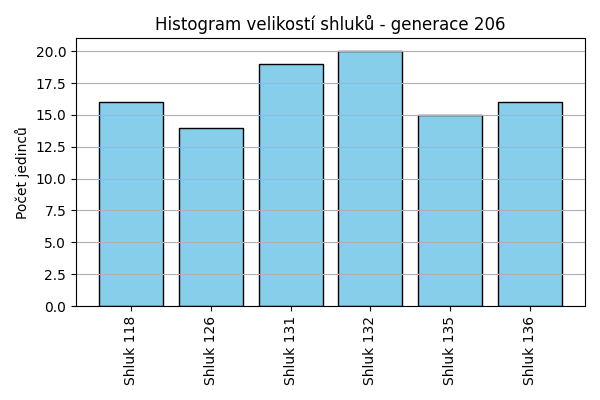 Histogram velikostí shluků - generace 206
Počet jedinců
20.0
17.5
15.0
12.5
10.0
7.5
5.0
2.5
0.0
Shluk 118
Shluk 126
Shluk 131
Shluk 132
Shluk 135
Shluk 136